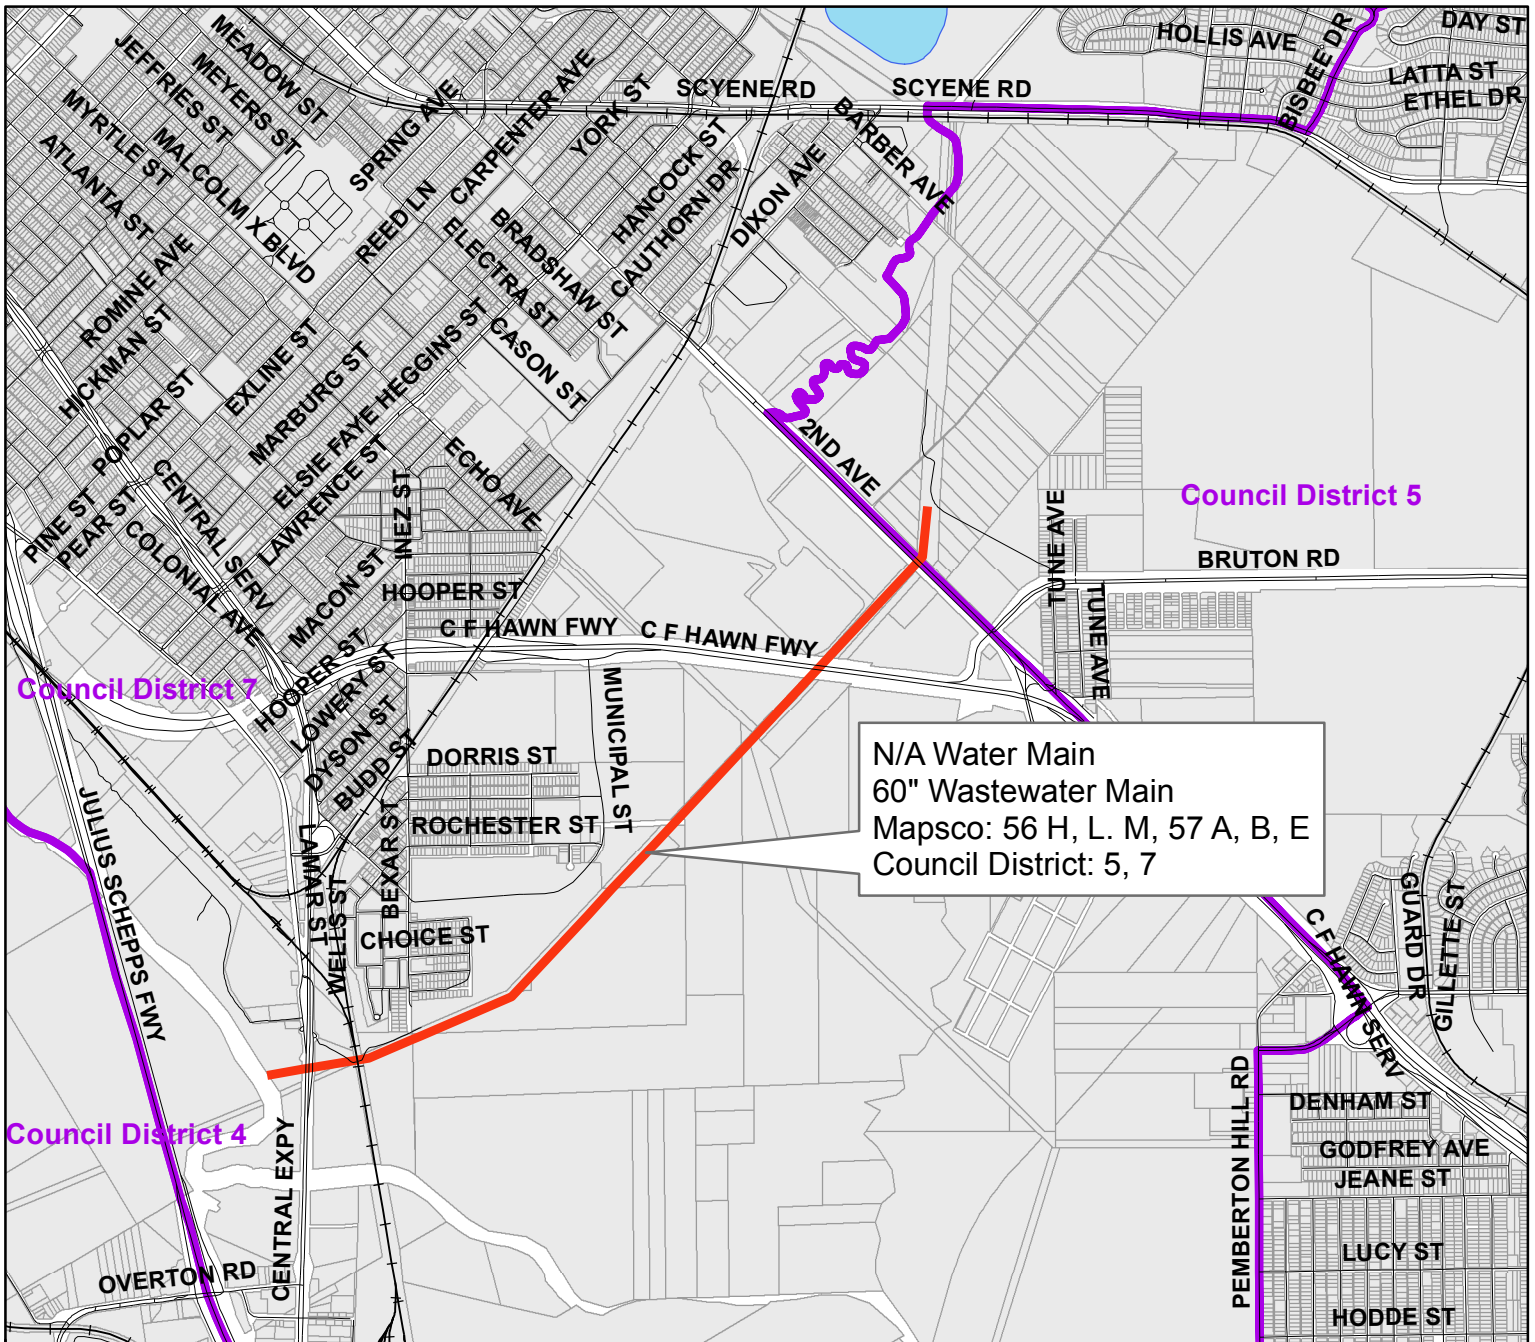 HOLLIS AVE
BISBEE DR
DAY ST
LATTA ST
ETHEL DR
SCYENE RD
SCYENE RD
MEADOW ST
JEFFRIES ST
MEYERS ST
MYRTLE ST
MALCOLM X BLVD
ATLANTA ST
SPRING AVE
CARPENTER AVE
YORK ST
REED LN
HANCOCK ST
CAUTHORN DR
DIXON AVE
BARBER AVE
BRADSHAW ST
ELECTRA ST
CASON ST
ROMINE AVE
HICKMAN ST
POPLAR ST
EXLINE ST
MARBURG ST
ELSIE FAYE HEGGINS ST
LAWRENCE ST
ECHO AVE
INEZ ST
2ND AVE
Council District 5
PINE ST
PEAR ST
CENTRAL SERV
COLONIAL AVE
MACON ST
HOOPER ST
TUNE AVE
BRUTON RD
TUNE AVE
C F HAWN FWY
C F HAWN FWY
Council District 7
HOOPER ST
LOWERY ST
DYSON ST
BUDD ST
MUNICIPAL ST
DORRIS ST
ROCHESTER ST
N/A Water Main
60" Wastewater Main
Mapsco: 56 H, L. M, 57 A, B, E
Council District: 5, 7
JULIUS SCHEPPS FWY
LAMAR ST
WELLS ST
BEXAR ST
CHOICE ST
C F HAWN SERV
GUARD DR
GILLETTE ST
Council District 4
CENTRAL EXPY
PEMBERTON HILL RD
DENHAM ST
GODFREY AVE
JEANE ST
LUCY ST
OVERTON RD
HODDE ST